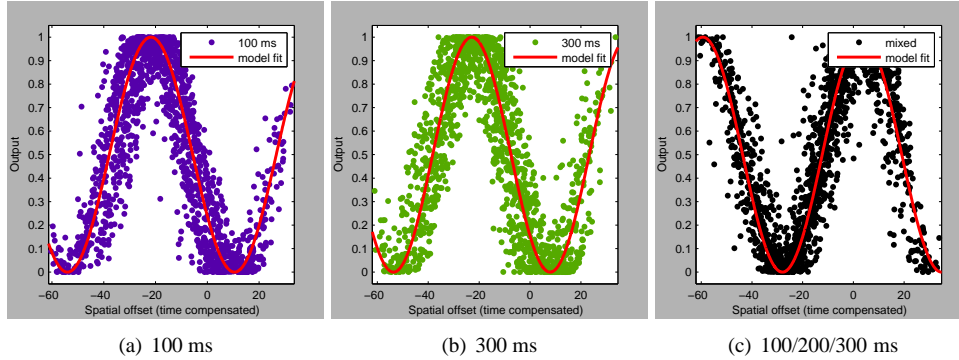 1
0.9
0.8
0.7
0.6
0.5
0.4
0.3
0.2
0.1
0
Output
100 ms
model fit
−60 −40 −20 0 20
Spatial offset (time compensated)
(a) 100 ms
1
0.9
0.8
0.7
0.6
0.5
0.4
0.3
0.2
0.1
0
Output
300 ms
model fit
−60 −40 −20 0 20
Spatial offset (time compensated)
(b) 300 ms
1
0.9
0.8
0.7
0.6
0.5
0.4
0.3
0.2
0.1
0
Output
mixed
model fit
−60 −40 −20 0 20
Spatial offset (time compensated)
(c) 100/200/300 ms